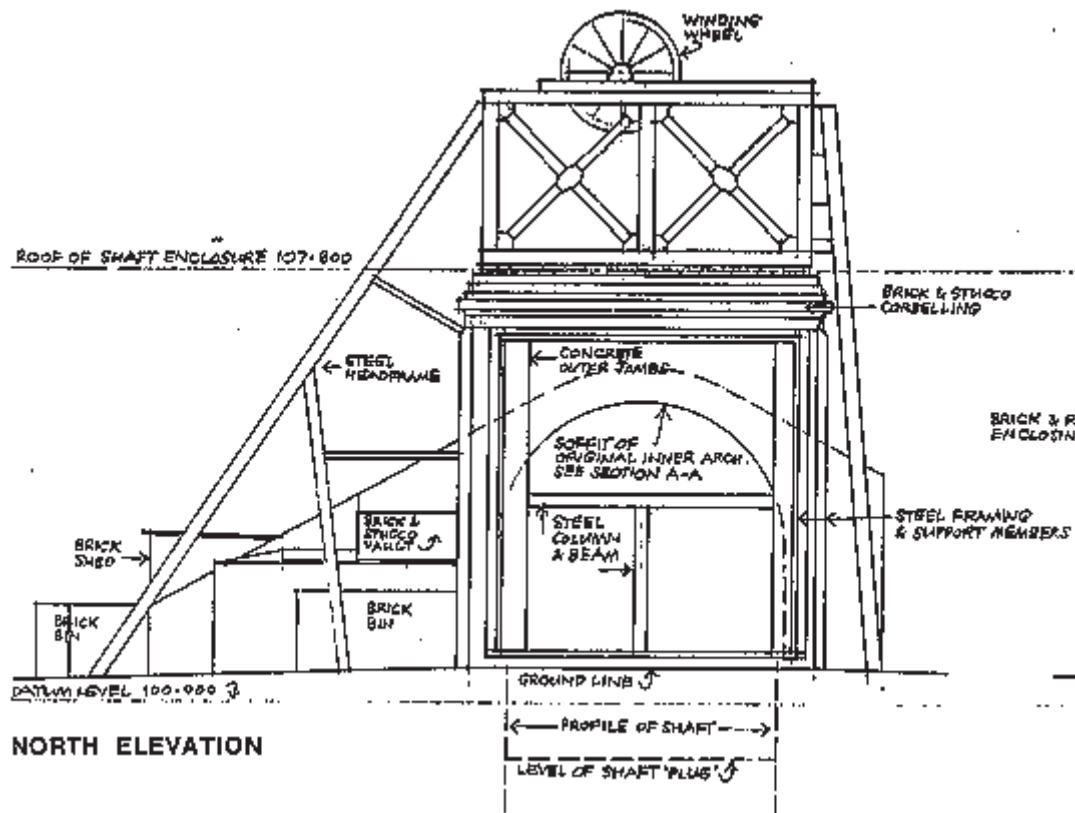 WINDING
WHEEL
ROOF OF SHAFT ENCLOSURE 107·800
BRICK & STUCCO
CORBELLING
STEEL
HEADFRAME
CONCRETE
OUTER JAMBS
SOFFIT OF
ORIGINAL INNER ARCH.
SEE SECTION A-A
BRICK &
ENCLOSIN
BRICK
SHED
BRICK &
STUCCO
VAULT
STEEL
COLUMN
& BEAM
STEEL FRAMING
& SUPPORT MEMBERS
BRICK
BIN
BRICK
BIN
DATUM LEVEL 100·000
GROUND LINE
PROFILE OF SHAFT
NORTH ELEVATION
LEVEL OF SHAFT 'PLUG'